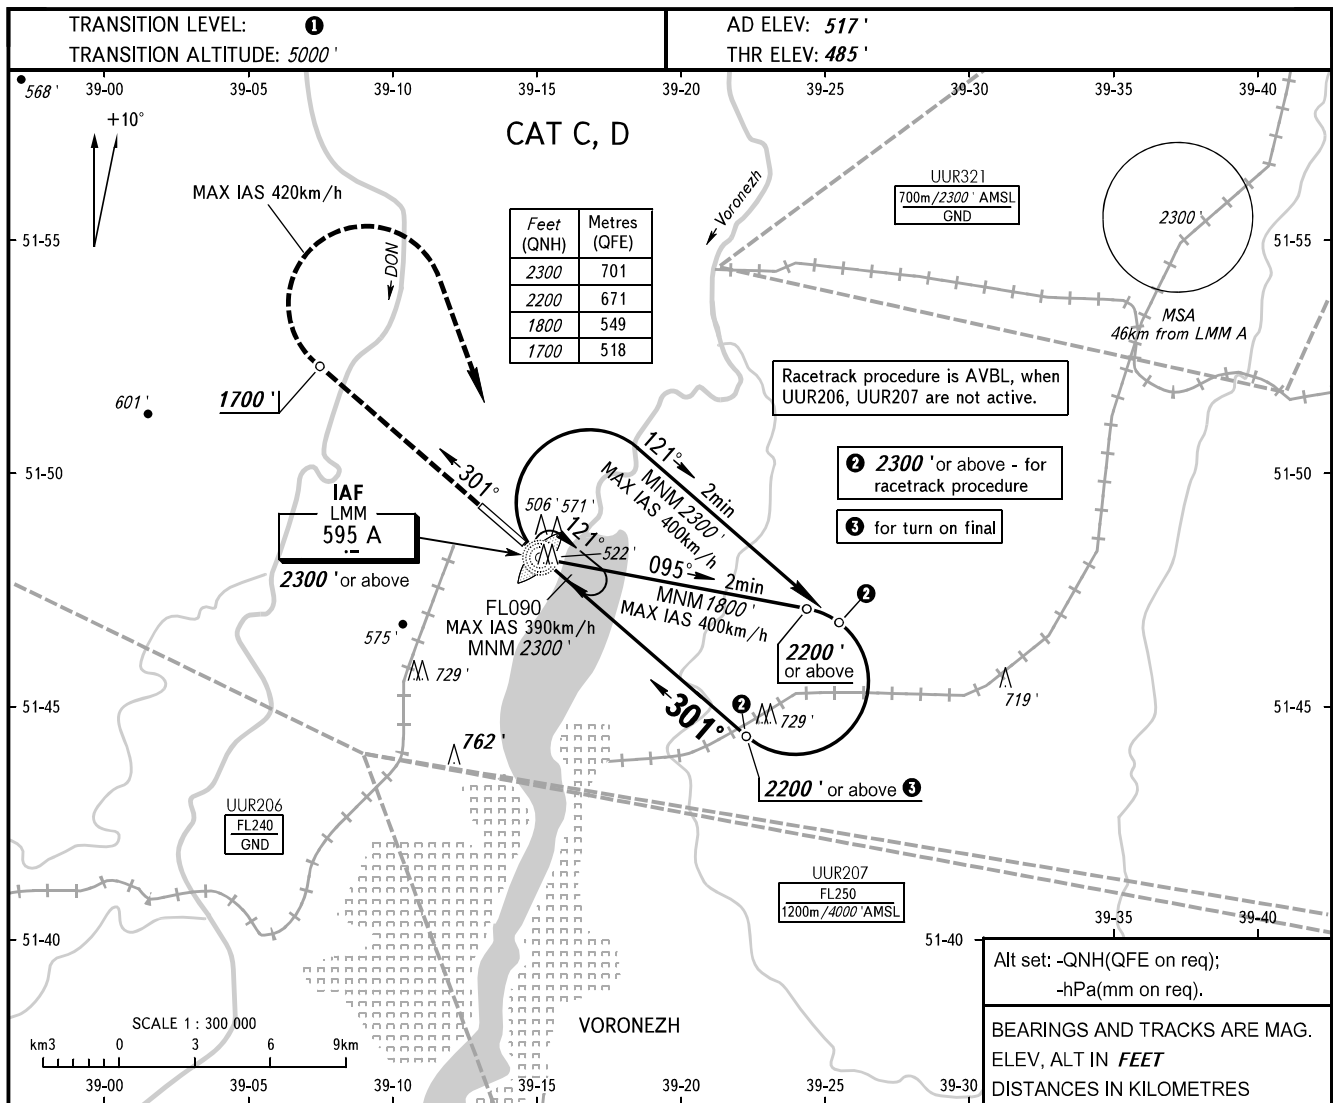 TRANSITION LEVEL: ❶
TRANSITION ALTITUDE: 5000 '
AD ELEV: 517 '
THR ELEV: 485 '
568 '
39-00
39-05
39-10
39-15
39-20
39-25
39-30
39-35
39-40
+10°
CAT C, D
MAX IAS 420km/h
Voronezh
UUR321
700m/2300 ' AMSL
GND
2300 '
51-55
51-55
DON
Feet (QNH) Metres (QFE)
2300 701
2200 671
1800 549
1700 518
MSA
46km from LMM A
Racetrack procedure is AVBL, when
UUR206, UUR207 are not active.
1700 '
601 '
51-50
51-50
121°
2min
MNM 2300 '
MAX IAS 400km/h
❷ 2300 ' or above - for
racetrack procedure
❸ for turn on final
301°
IAF
LMM
595 A
·–
2300 ' or above
506 '
571 '
121°
522 '
095°
2min
MNM 1800 '
MAX IAS 400km/h
❷
FL090
MAX IAS 390km/h
MNM 2300 '
575 '
729 '
2200 '
or above
719 '
51-45
51-45
301°
❷
729 '
762 '
2200 ' or above ❸
UUR206
FL240
GND
UUR207
FL250
1200m/4000 'AMSL
39-35
39-40
51-40
51-40
Alt set: -QNH(QFE on req);
-hPa(mm on req).
SCALE 1 : 300 000
km3 0 3 6 9km
VORONEZH
BEARINGS AND TRACKS ARE MAG.
ELEV, ALT IN FEET
DISTANCES IN KILOMETRES
39-00
39-05
39-10
39-15
39-20
39-25
39-30